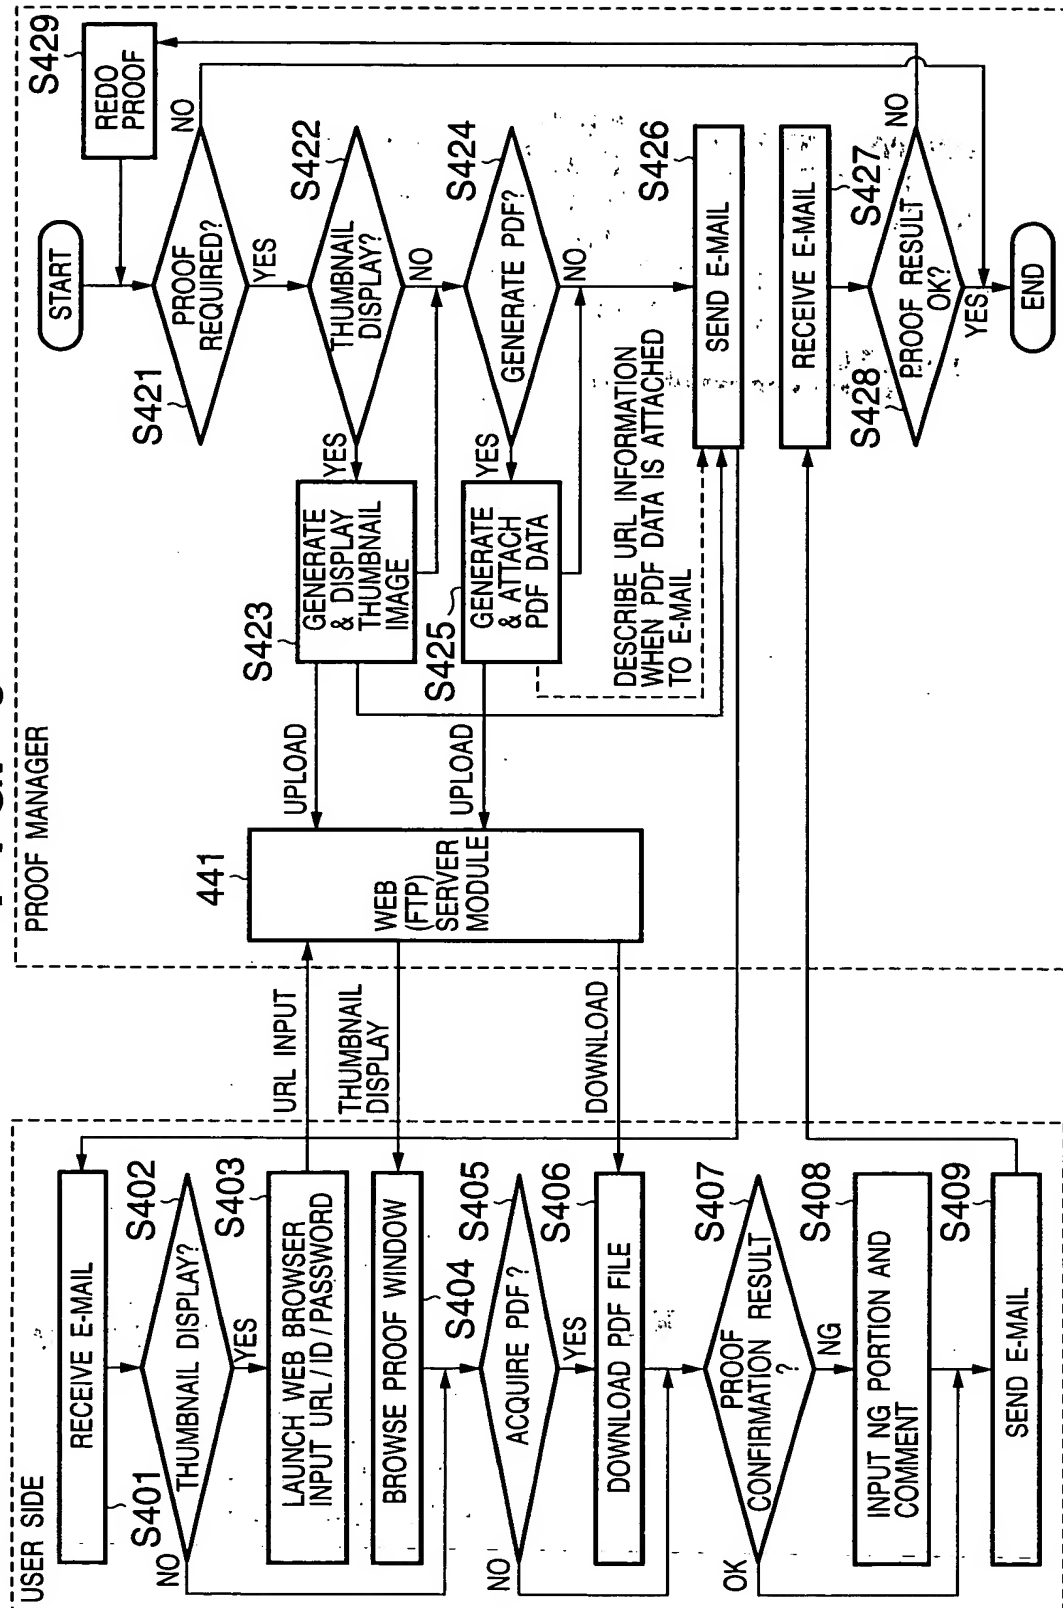 PROOF MANAGER
START
S429
REDO
PROOF
S421
PROOF
REQUIRED?
NO
YES
S422
THUMBNAIL
DISPLAY?
YES
NO
S423
GENERATE
& DISPLAY
THUMBNAIL
IMAGE
S424
GENERATE PDF?
YES
NO
S425
GENERATE
& ATTACH
PDF DATA
UPLOAD
UPLOAD
441
WEB
(FTP)
SERVER
MODULE
DESCRIBE URL INFORMATION
WHEN PDF DATA IS ATTACHED
TO E-MAIL
S426
SEND E-MAIL
RECEIVE E-MAIL
S427
S428
PROOF RESULT
OK?
NO
YES
END
URL INPUT
THUMBNAIL
DISPLAY
DOWNLOAD
USER SIDE
RECEIVE E-MAIL
S401
S402
THUMBNAIL DISPLAY?
NO
YES
S403
LAUNCH WEB BROWSER
INPUT URL/ID/PASSWORD
BROWSE PROOF WINDOW
S404
S405
ACQUIRE PDF?
NO
YES
S406
DOWNLOAD PDF FILE
S407
PROOF
CONFIRMATION RESULT
?
OK
NG
S408
INPUT NG PORTION AND
COMMENT
S409
SEND E-MAIL